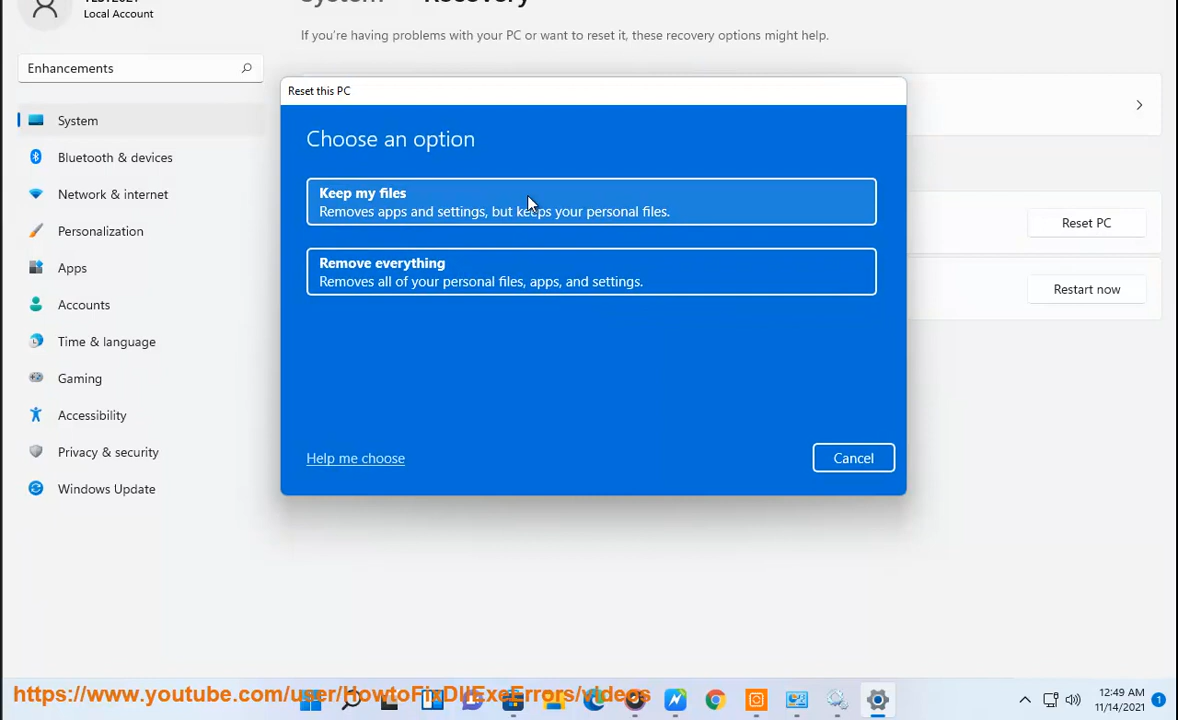 Local Account
If you're having problems with your PC or want to reset it, these recovery options might help.
Enhancements
Reset this PC
Choose an option
System
Keep my files
Removes apps and settings, but keeps your personal files.
Bluetooth & devices
Network & internet
Reset PC
Personalization
Remove everything
Removes all of your personal files, apps, and settings.
Apps
Restart now
Accounts
Time & language
Gaming
Accessibility
Privacy & security
Help me choose
Cancel
Windows Update
https://www.youtube.com/user/HowtoFixDllExeErrors/videos
12:49 AM
11/14/2021
1